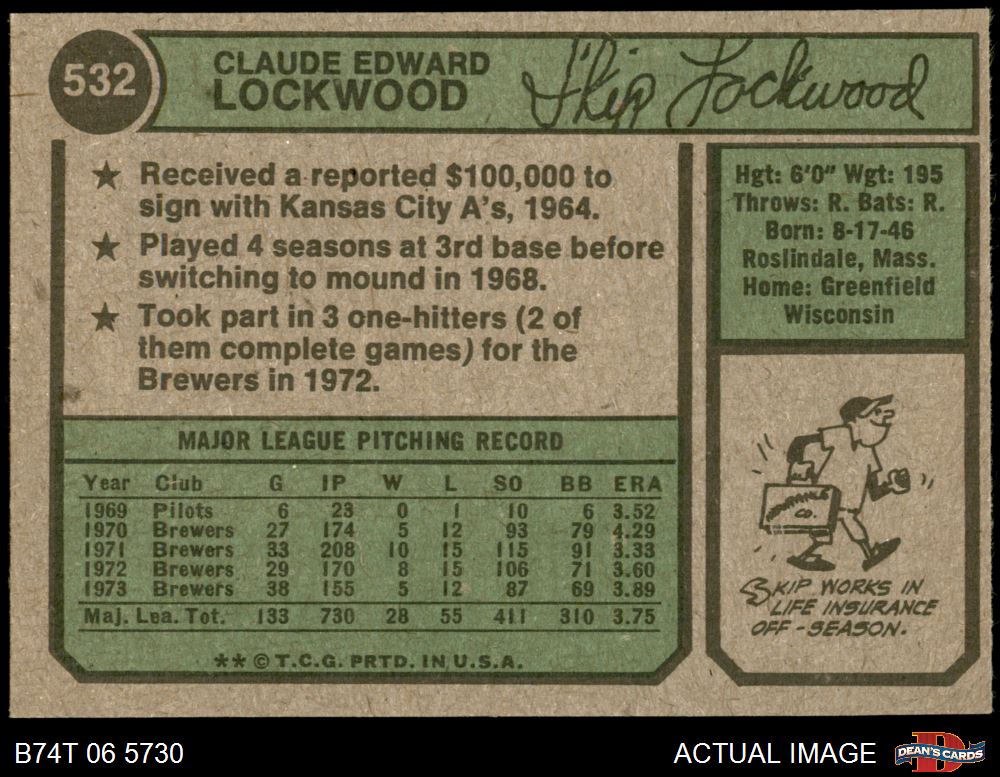 532
CLAUDE EDWARD
LOCKWOOD
Skip Lockwood
★ Received a reported $100,000 to
sign with Kansas City A's, 1964.
★ Played 4 seasons at 3rd base before
switching to mound in 1968.
★ Took part in 3 one-hitters (2 of
them complete games) for the
Brewers in 1972.
Hgt: 6'0" Wgt: 195
Throws: R. Bats: R.
Born: 8-17-46
Roslindale, Mass.
Home: Greenfield
Wisconsin
MAJOR LEAGUE PITCHING RECORD
Year Club G IP W L SO BB ERA
1969 Pilots 6 23 0 1 10 6 3.52
1970 Brewers 27 174 5 12 93 79 4.29
1971 Brewers 33 208 10 15 115 91 3.33
1972 Brewers 29 170 8 15 106 71 3.60
1973 Brewers 38 155 5 12 87 69 3.89
Maj. Lea. Tot. 133 730 28 55 411 310 3.75
** © T.C.G. PRTD. IN U.S.A.
INSURANCE
CO.
SKIP WORKS IN
LIFE INSURANCE
OFF-SEASON.
B74T 06 5730
ACTUAL IMAGE
D
DEAN'S CARDS